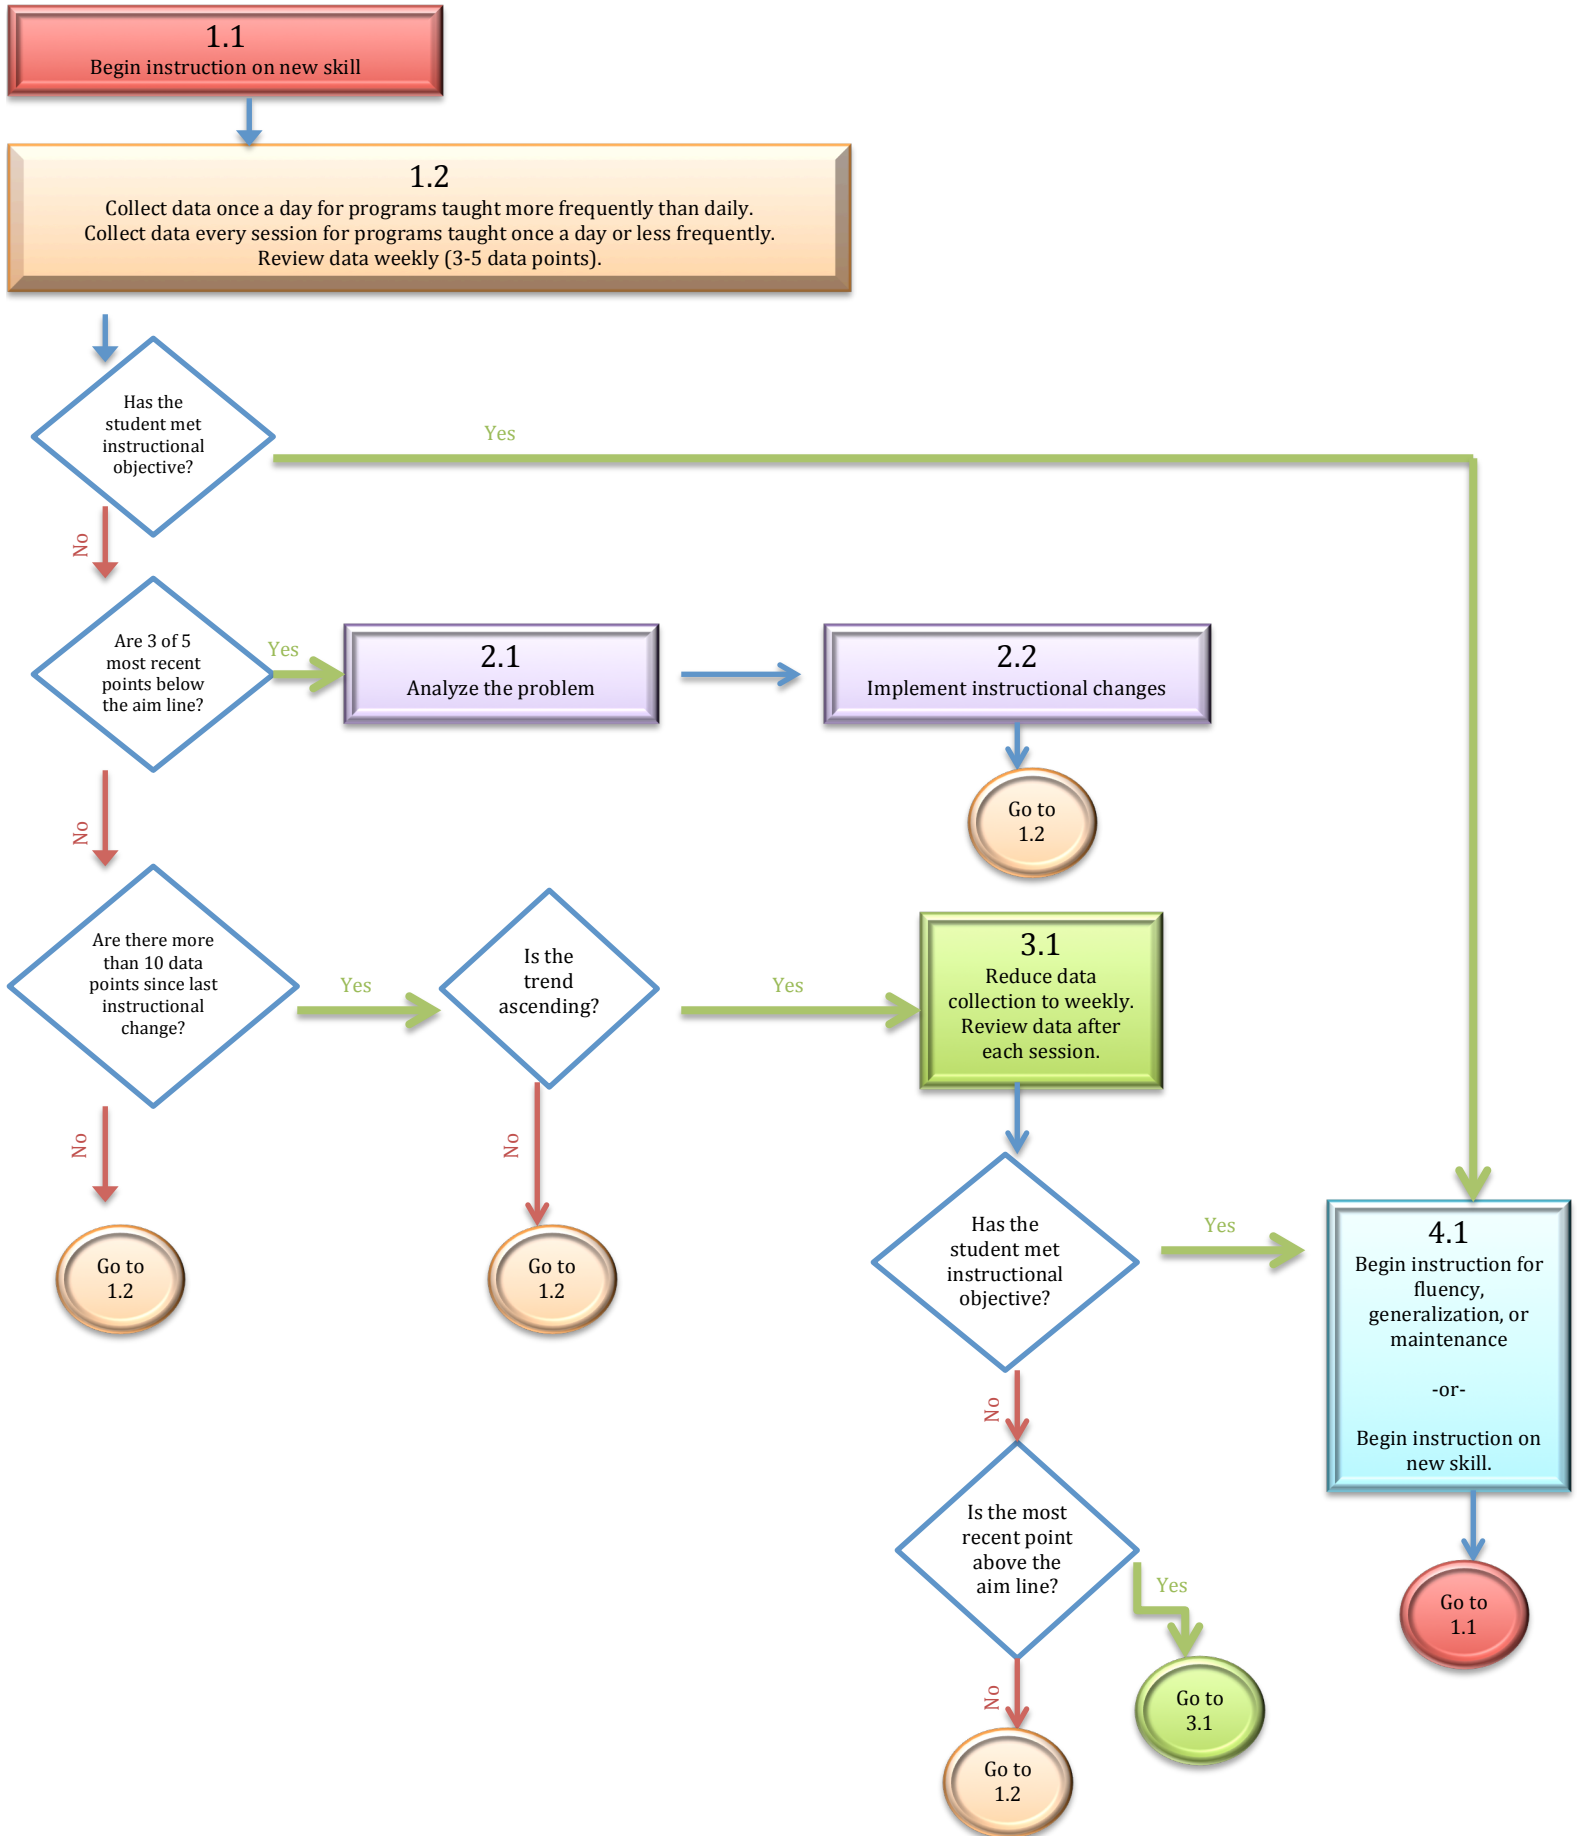 1.1
Begin instruction on new skill
1.2
Collect data once a day for programs taught more frequently than daily.
Collect data every session for programs taught once a day or less frequently.
Review data weekly (3-5 data points).
Has the
student met
instructional
objective?
Yes
No
Are 3 of 5
most recent
points below
the aim line?
Yes
2.1
Analyze the problem
2.2
Implement instructional changes
Go to
1.2
No
Are there more
than 10 data
points since last
instructional
change?
Yes
Is the
trend
ascending?
Yes
3.1
Reduce data
collection to weekly.
Review data after
each session.
No
Go to
1.2
No
Go to
1.2
Has the
student met
instructional
objective?
Yes
4.1
Begin instruction for
fluency,
generalization, or
maintenance
-or-
Begin instruction on
new skill.
No
Is the most
recent point
above the
aim line?
Yes
Go to
3.1
No
Go to
1.2
Go to
1.1